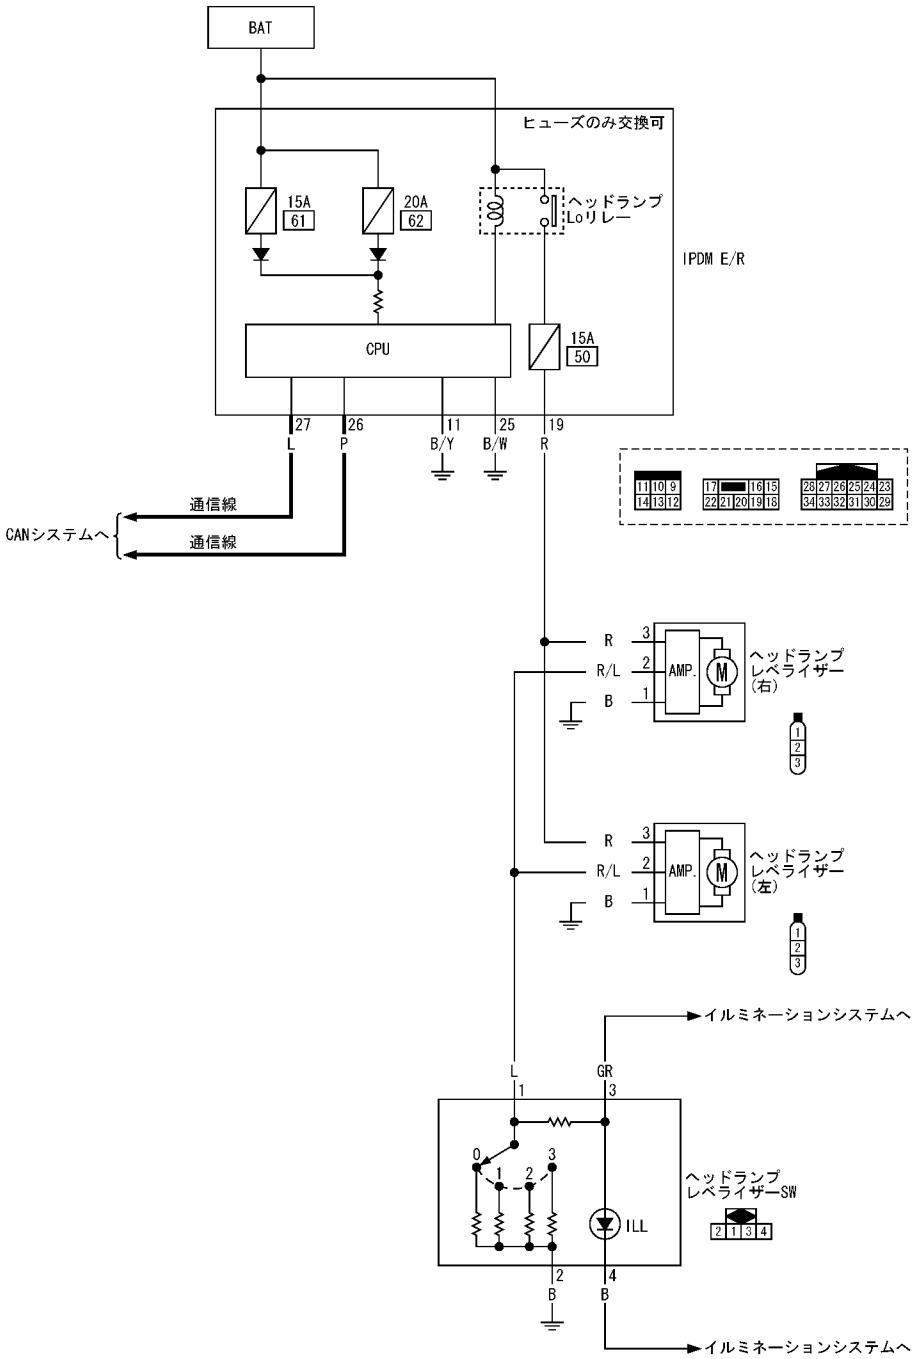 BAT
ヒューズのみ交換可
15A
61
20A
62
ヘッドランプ
Loリレー
IPDM E/R
CPU
15A
50
27
26
11
25
19
L
P
B/Y
B/W
R
11 10 9
14 13 12
17 16 15
22 21 20 19 18
28 27 26 25 24 23
34 33 32 31 30 29
通信線
CANシステムへ
通信線
R
3
R/L
2
B
1
AMP.
M
ヘッドランプ
レベライザー
(右)
1
2
3
R
3
R/L
2
B
1
AMP.
M
ヘッドランプ
レベライザー
(左)
1
2
3
イルミネーションシステムへ
L
GR
1
3
0
1
2
3
ILL
ヘッドランプ
レベライザーSW
2 1 3 4
2
4
B
B
イルミネーションシステムへ